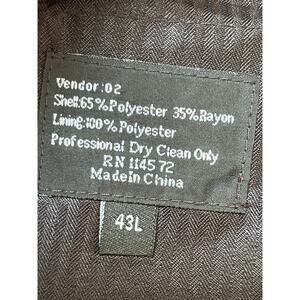 Vendor:02
Shell:65%Polyester 35%Rayon
Lining:100% Polyester
Professional Dry Clean Only
RN 114572
Made in China
43L